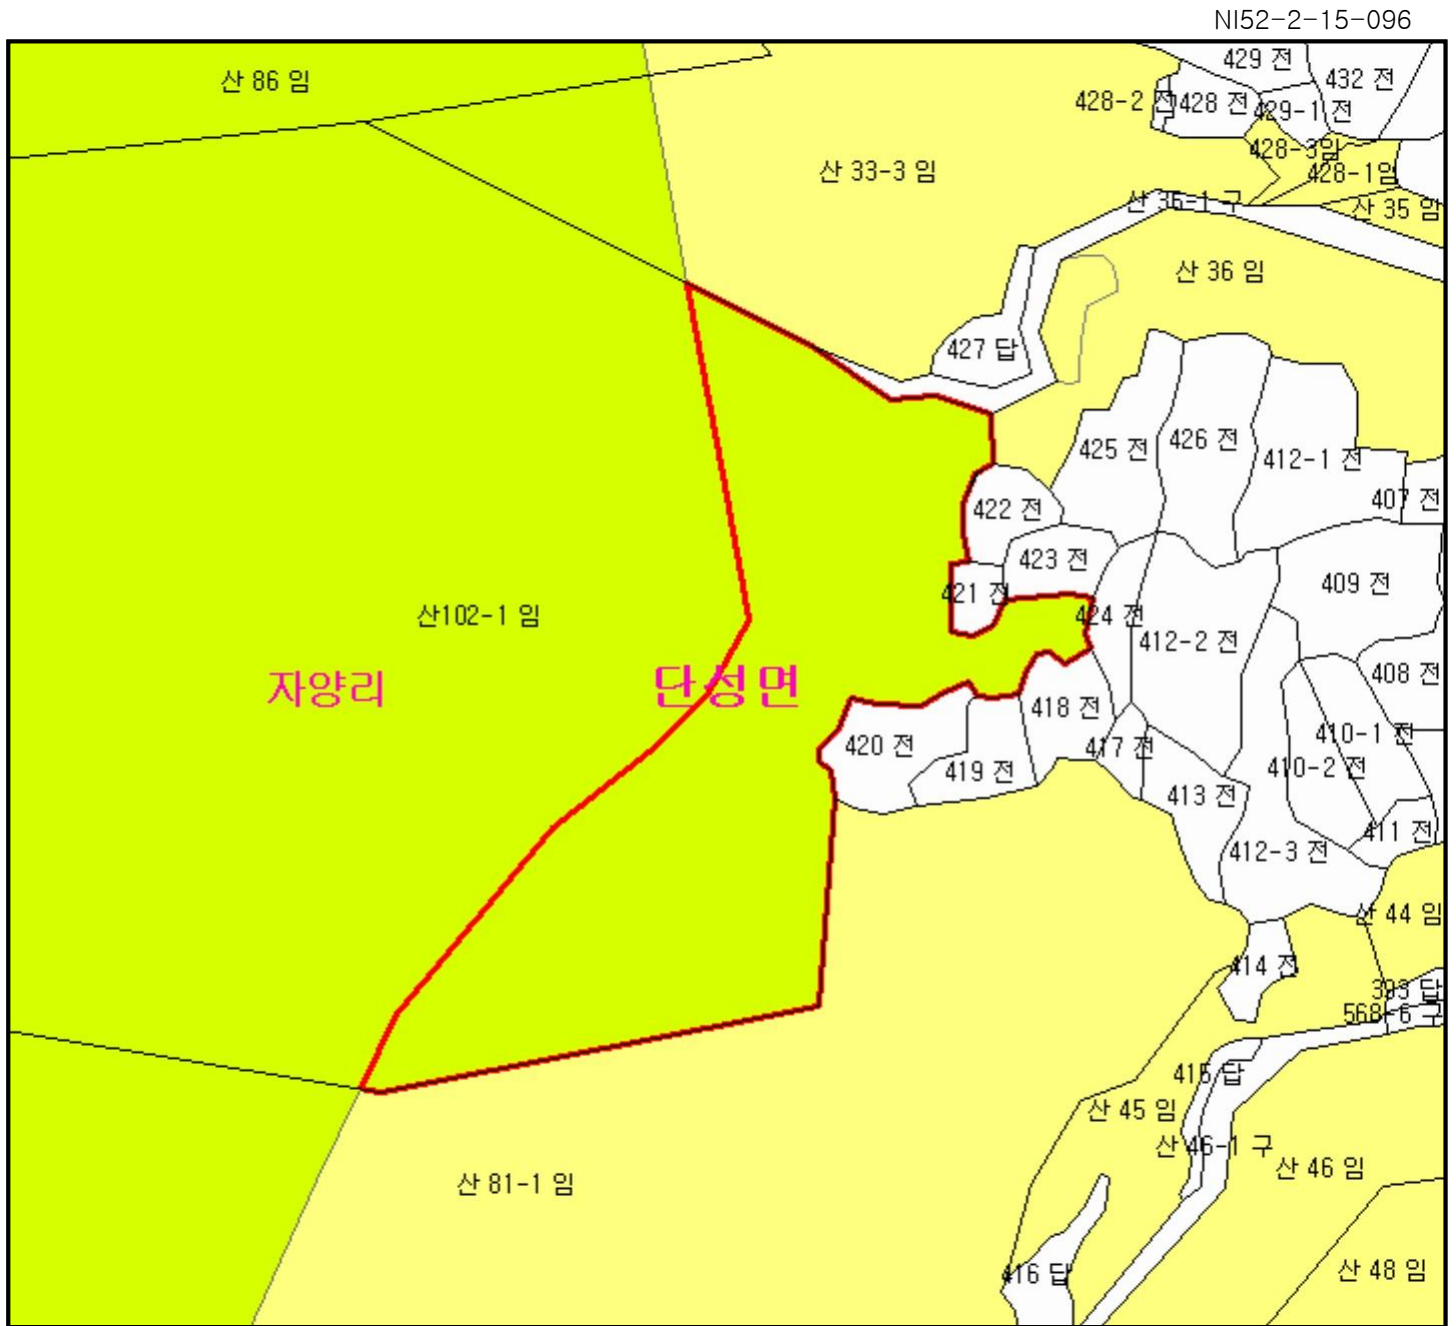 NI52-2-15-096
산 86 임
429 전
432 전
428-2 전
428 전
429-1 전
428-3임
428-1임
산 33-3 임
산 35 임
산 36 임
427 답
425 전
426 전
412-1 전
407 전
422 전
423 전
409 전
421 전
424 전
산102-1 임
412-2 전
408 전
자양리
단성면
418 전
420 전
417 전
410-1 전
419 전
410-2 전
413 전
411 전
412-3 전
산 44 임
414 전
393 답
568-6 구
415 답
산 45 임
산 46-1 구
산 46 임
산 81-1 임
416 답
산 48 임